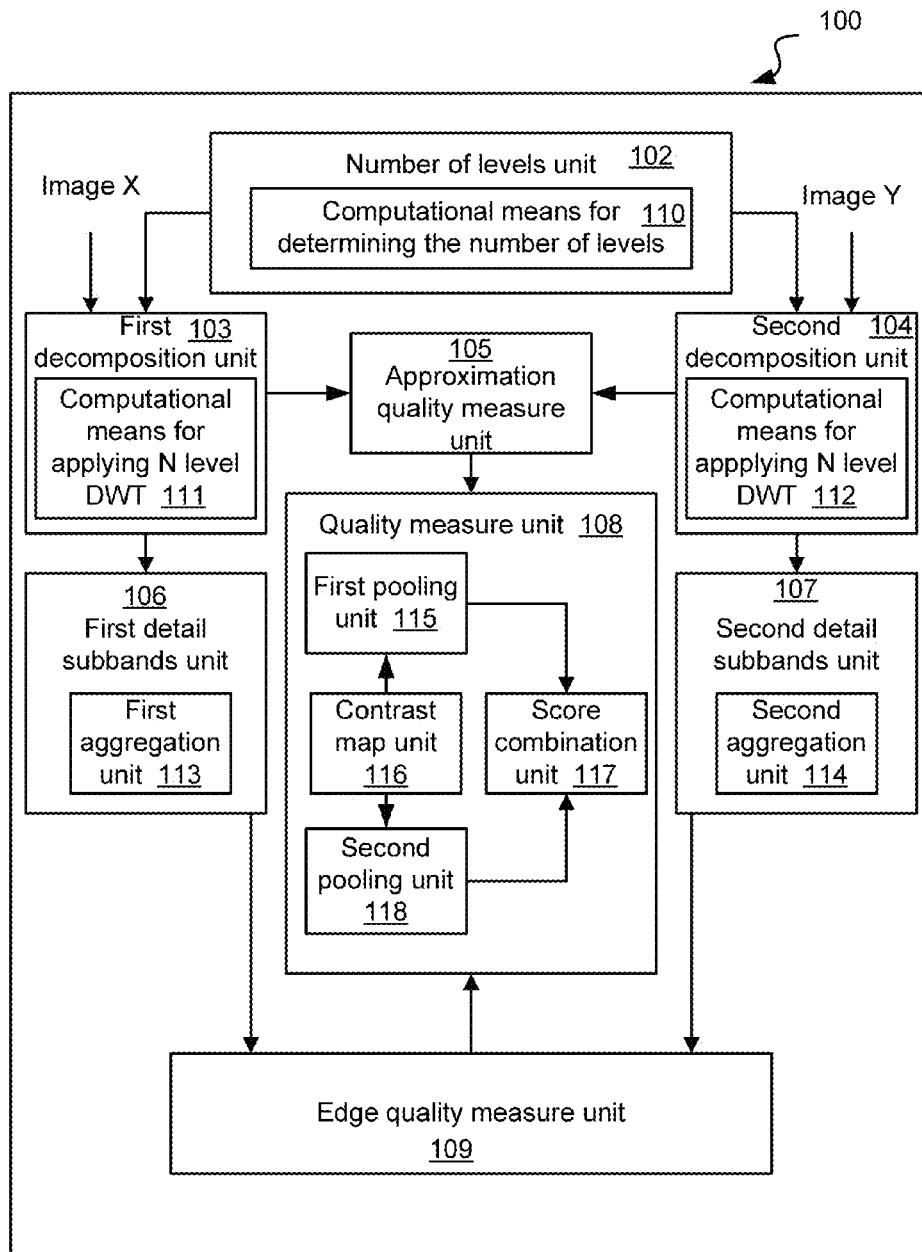 100
Number of levels unit 102
Image X
Image Y
Computational means for 110
determining the number of levels
First 103
decomposition unit
Computational
means for
applying N level
DWT 111
105
Approximation
quality measure
unit
Second 104
decomposition unit
Computational
means for
appplying N level
DWT 112
Quality measure unit 108
106
First detail
subbands unit
First
aggregation
unit 113
First pooling
unit 115
Contrast
map unit
116
Score
combination
unit 117
Second
pooling unit
118
107
Second detail
subbands unit
Second
aggregation
unit 114
Edge quality measure unit
109